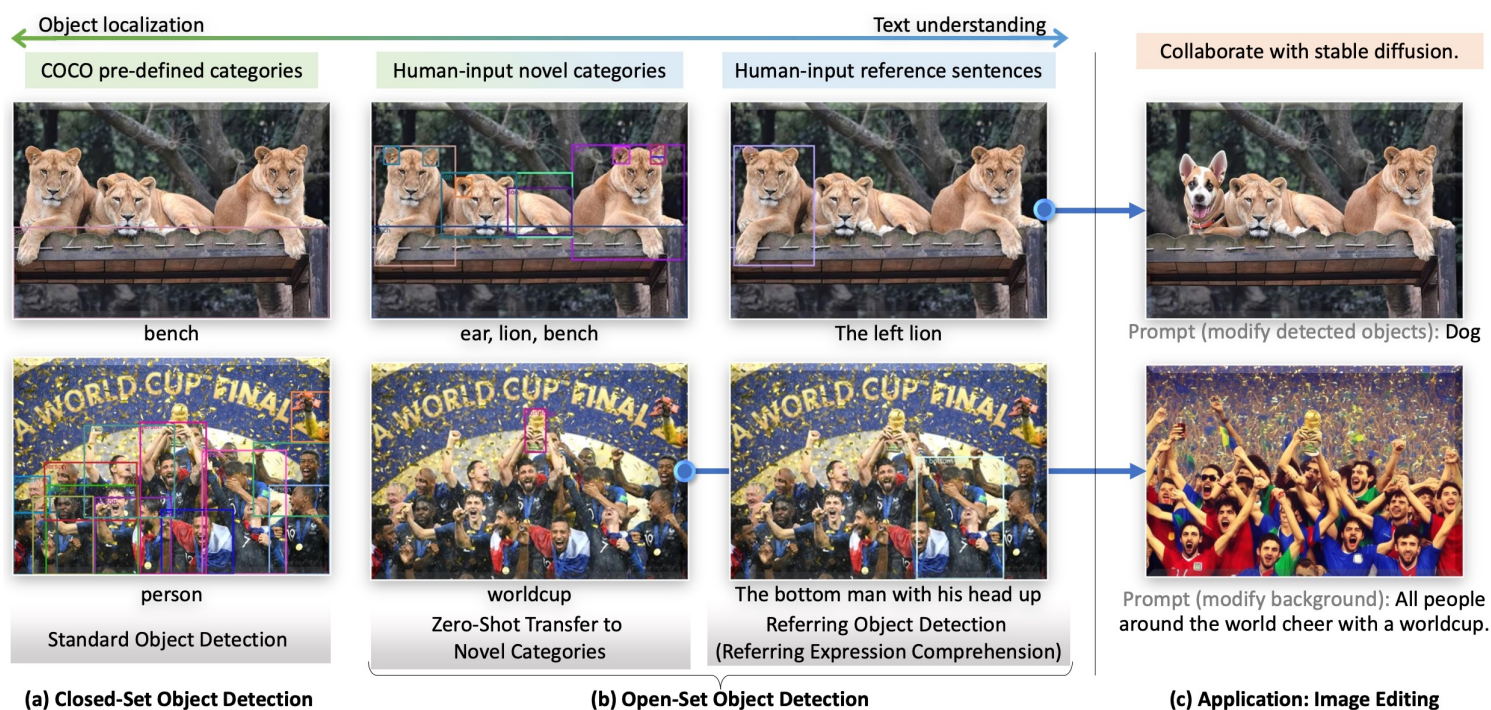 Object localization
Text understanding
COCO pre-defined categories
Human-input novel categories
Human-input reference sentences
Collaborate with stable diffusion.
bench
ear, lion, bench
The left lion
Prompt (modify detected objects): Dog
A WORLD CUP FINAL
A WORLD CUP FINAL
A WORLD CUP FINAL
person
worldcup
The bottom man with his head up
Prompt (modify background): All people
around the world cheer with a worldcup.
Standard Object Detection
Zero-Shot Transfer to
Novel Categories
Referring Object Detection
(Referring Expression Comprehension)
(a) Closed-Set Object Detection
(b) Open-Set Object Detection
(c) Application: Image Editing